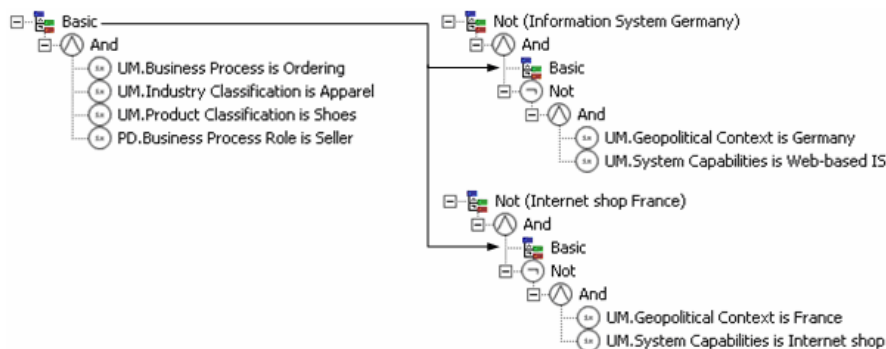 Basic
And
UM.Business Process is Ordering
UM.Industry Classification is Apparel
UM.Product Classification is Shoes
PD.Business Process Role is Seller
Not (Information System Germany)
And
Basic
Not
And
UM.Geopolitical Context is Germany
UM.System Capabilities is Web-based IS
Not (Internet shop France)
And
Basic
Not
And
UM.Geopolitical Context is France
UM.System Capabilities is Internet shop